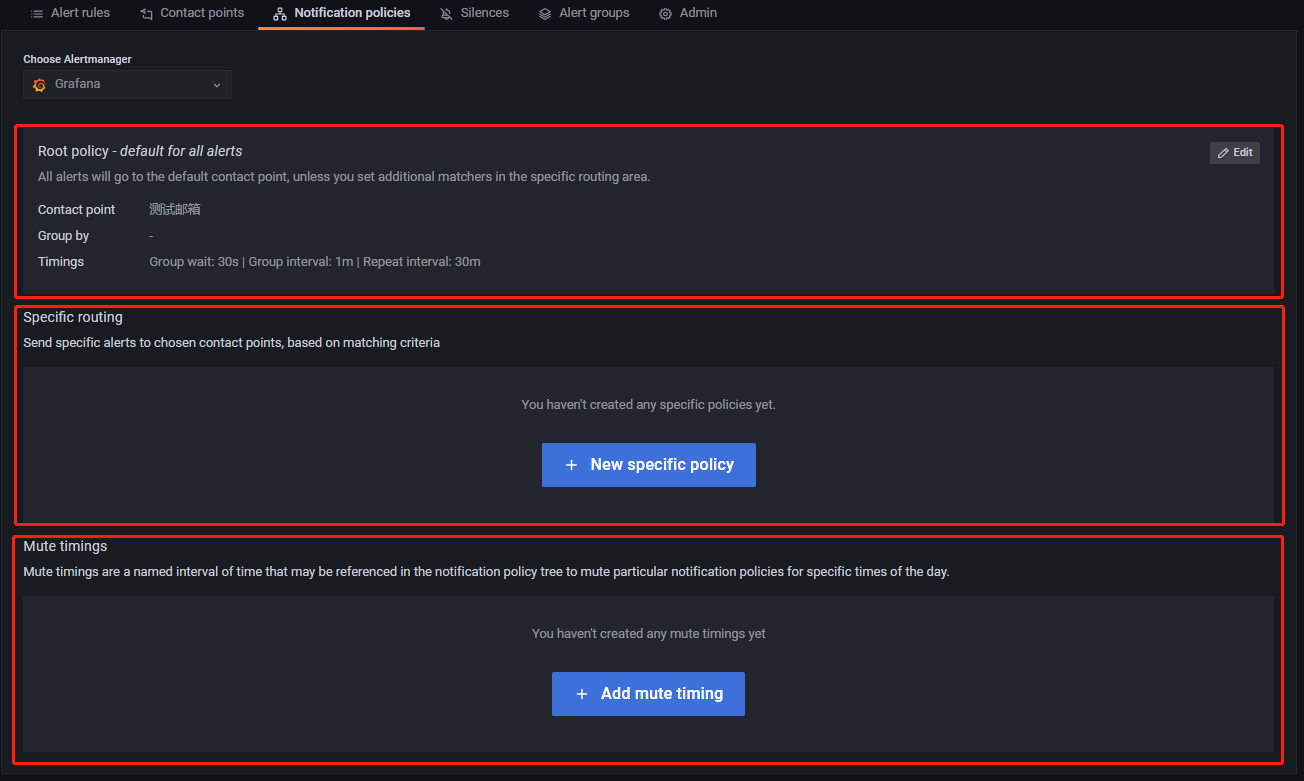 Alert rules Contact points Notification policies Silences Alert groups Admin
Choose Alertmanager
Grafana
Root policy - default for all alerts
Edit
All alerts will go to the default contact point, unless you set additional matchers in the specific routing area.
Contact point 测试邮箱
Group by -
Timings Group wait: 30s | Group interval: 1m | Repeat interval: 30m
Specific routing
Send specific alerts to chosen contact points, based on matching criteria
You haven't created any specific policies yet.
+ New specific policy
Mute timings
Mute timings are a named interval of time that may be referenced in the notification policy tree to mute particular notification policies for specific times of the day.
You haven't created any mute timings yet
+ Add mute timing